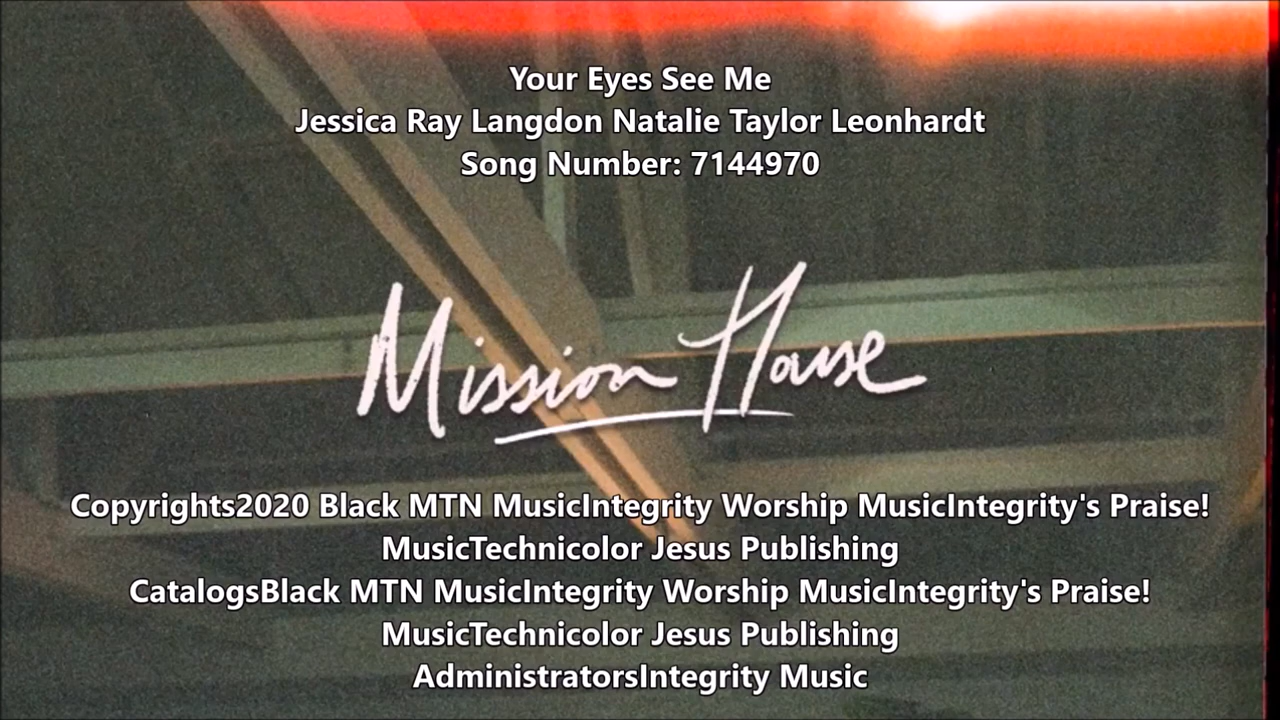 Your Eyes See Me
Jessica Ray Langdon Natalie Taylor Leonhardt
Song Number: 7144970
Mission House
Copyrights2020 Black MTN MusicIntegrity Worship MusicIntegrity's Praise!
MusicTechnicolor Jesus Publishing
CatalogsBlack MTN MusicIntegrity Worship MusicIntegrity's Praise!
MusicTechnicolor Jesus Publishing
AdministratorsIntegrity Music